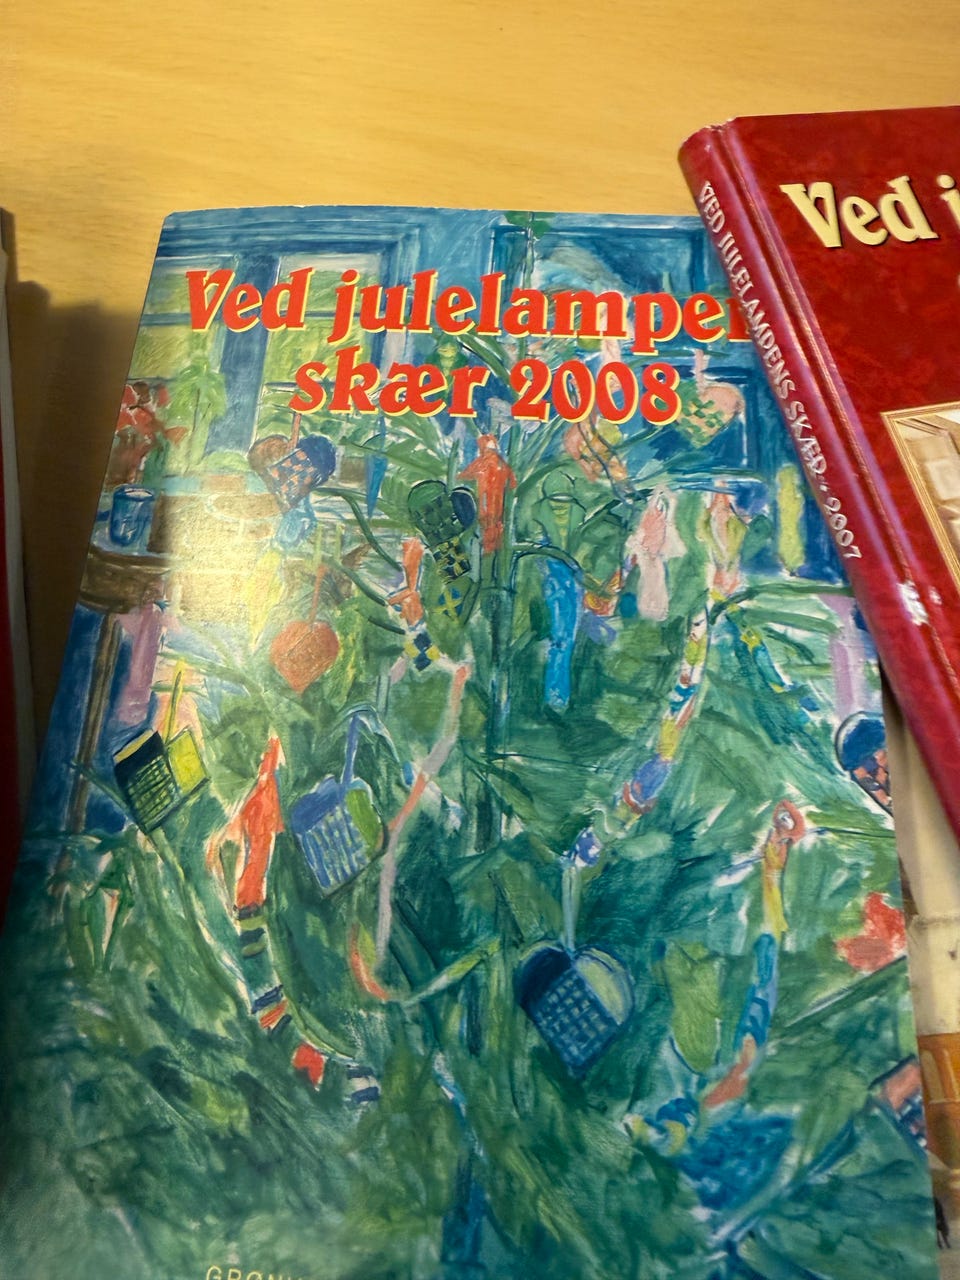 Ved julelampen
skær 2008
VED JULELAMPENS SKÆR · 2007
Ved j